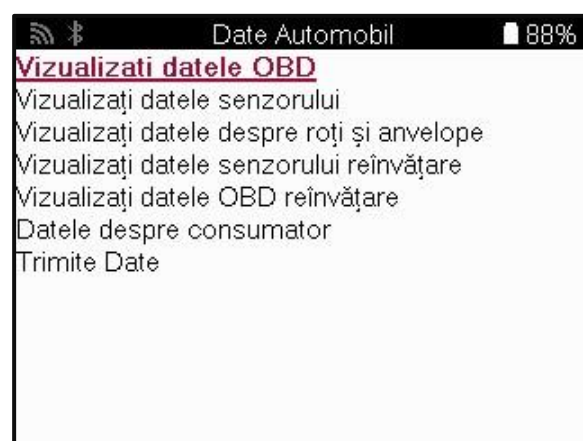 Date Automobil 88%
Vizualizati datele OBD
Vizualizați datele senzorului
Vizualizați datele despre roți și anvelope
Vizualizați datele senzorului reînvățare
Vizualizați datele OBD reînvățare
Datele despre consumator
Trimite Date